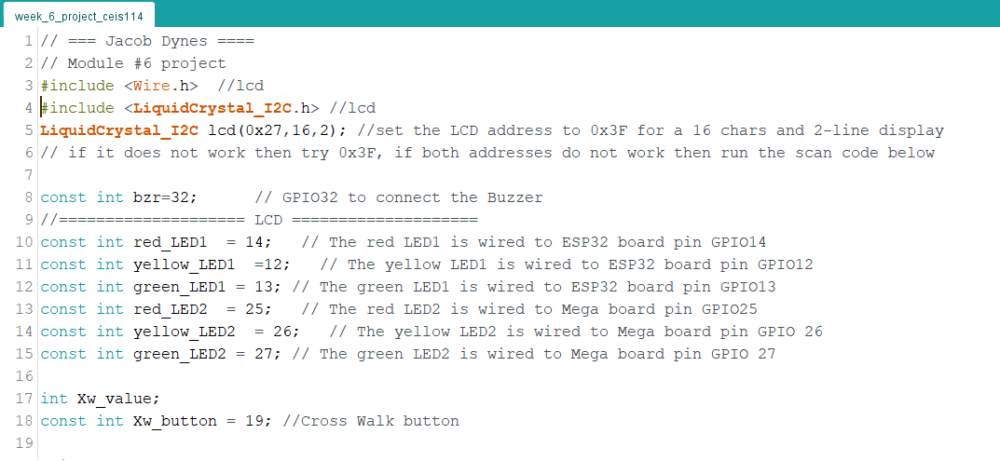 week_6_project_ceis114
1 // === Jacob Dynes ====
2 // Module #6 project
3 #include <Wire.h>  //lcd
4 #include <LiquidCrystal_I2C.h> //lcd
5 LiquidCrystal_I2C lcd(0x27,16,2); //set the LCD address to 0x3F for a 16 chars and 2-line display
6 // if it does not work then try 0x3F, if both addresses do not work then run the scan code below
7
8 const int bzr=32;      // GPIO32 to connect the Buzzer
9 //==================== LCD ====================
10 const int red_LED1  = 14;   // The red LED1 is wired to ESP32 board pin GPIO14
11 const int yellow_LED1  =12;   // The yellow LED1 is wired to ESP32 board pin GPIO12
12 const int green_LED1 = 13; // The green LED1 is wired to ESP32 board pin GPIO13
13 const int red_LED2  = 25;   // The red LED2 is wired to Mega board pin GPIO25
14 const int yellow_LED2  = 26;   // The yellow LED2 is wired to Mega board pin GPIO 26
15 const int green_LED2 = 27; // The green LED2 is wired to Mega board pin GPIO 27
16
17 int Xw_value;
18 const int Xw_button = 19; //Cross Walk button
19